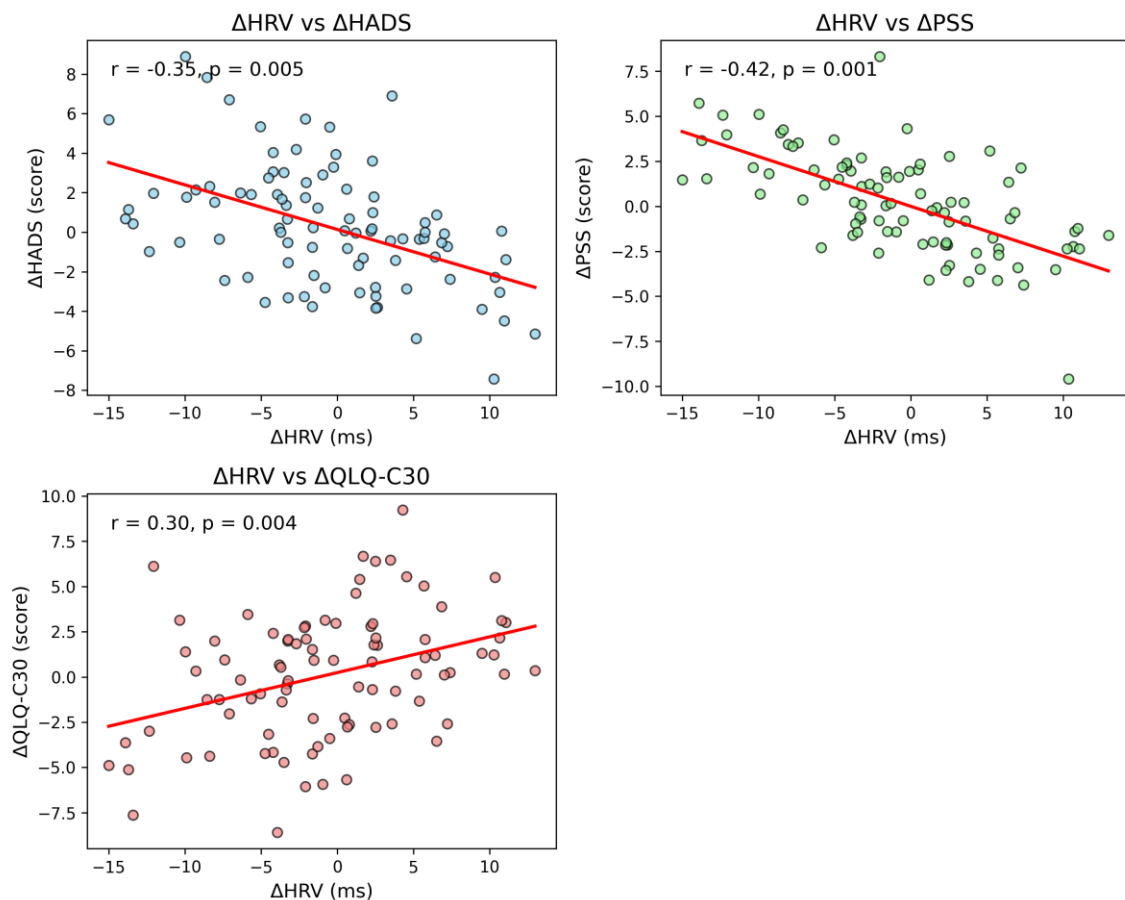 ΔHRV vs ΔHADS
r = -0.35, p = 0.005
8
6
4
2
0
−2
−4
−6
−8
ΔHADS (score)
−15 −10 −5 0 5 10
ΔHRV (ms)
ΔHRV vs ΔPSS
r = -0.42, p = 0.001
7.5
5.0
2.5
0.0
−2.5
−5.0
−7.5
−10.0
ΔPSS (score)
−15 −10 −5 0 5 10
ΔHRV (ms)
ΔHRV vs ΔQLQ-C30
r = 0.30, p = 0.004
10.0
7.5
5.0
2.5
0.0
−2.5
−5.0
−7.5
ΔQLQ-C30 (score)
−15 −10 −5 0 5 10
ΔHRV (ms)